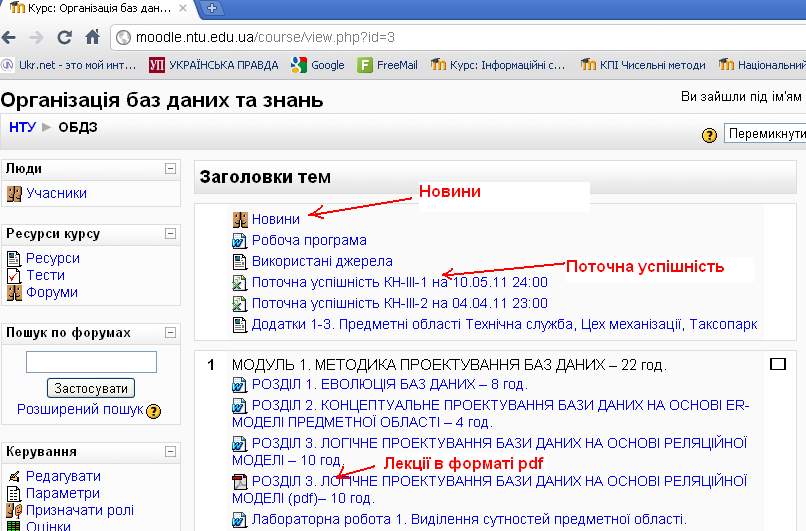 Курс: Організація баз дан...
moodle.ntu.edu.ua/course/view.php?id=3
Ukr.net - это мой инт...
УП УКРАЇНСЬКА ПРАВДА
Google
F FreeMail
Курс: Інформаційні с...
КПІ Чисельні методи
Національний
Організація баз даних та знань
Ви зайшли під ім'ям
НТУ ► ОБДЗ
Перемикнути
Люди
Учасники
Ресурси курсу
Ресурси
Тести
Форуми
Пошук по форумах
Застосувати
Розширений пошук
Керування
Редагувати
Параметри
Призначати ролі
Оцінки
Заголовки тем
Новини
Новини
Робоча програма
Використані джерела
Поточна успішність КН-ІІІ-1 на 10.05.11 24:00
Поточна успішність
Поточна успішність КН-ІІІ-2 на 04.04.11 23:00
Додатки 1-3. Предметні області Технічна служба, Цех механізації, Таксопарк
1 МОДУЛЬ 1. МЕТОДИКА ПРОЕКТУВАННЯ БАЗ ДАНИХ – 22 год.
РОЗДІЛ 1. ЕВОЛЮЦІЯ БАЗ ДАНИХ – 8 год.
РОЗДІЛ 2. КОНЦЕПТУАЛЬНЕ ПРОЕКТУВАННЯ БАЗИ ДАНИХ НА ОСНОВІ ER-
МОДЕЛІ ПРЕДМЕТНОЇ ОБЛАСТІ – 4 год.
РОЗДІЛ 3. ЛОГІЧНЕ ПРОЕКТУВАННЯ БАЗИ ДАНИХ НА ОСНОВІ РЕЛЯЦІЙНОЇ
МОДЕЛІ – 10 год.
Лекції в форматі pdf
РОЗДІЛ 3. ЛОГІЧНЕ ПРОЕКТУВАННЯ БАЗИ ДАНИХ НА ОСНОВІ РЕЛЯЦІЙНОЇ
МОДЕЛІ (pdf)– 10 год.
Лабораторна робота 1. Виділення сутностей предметної області.